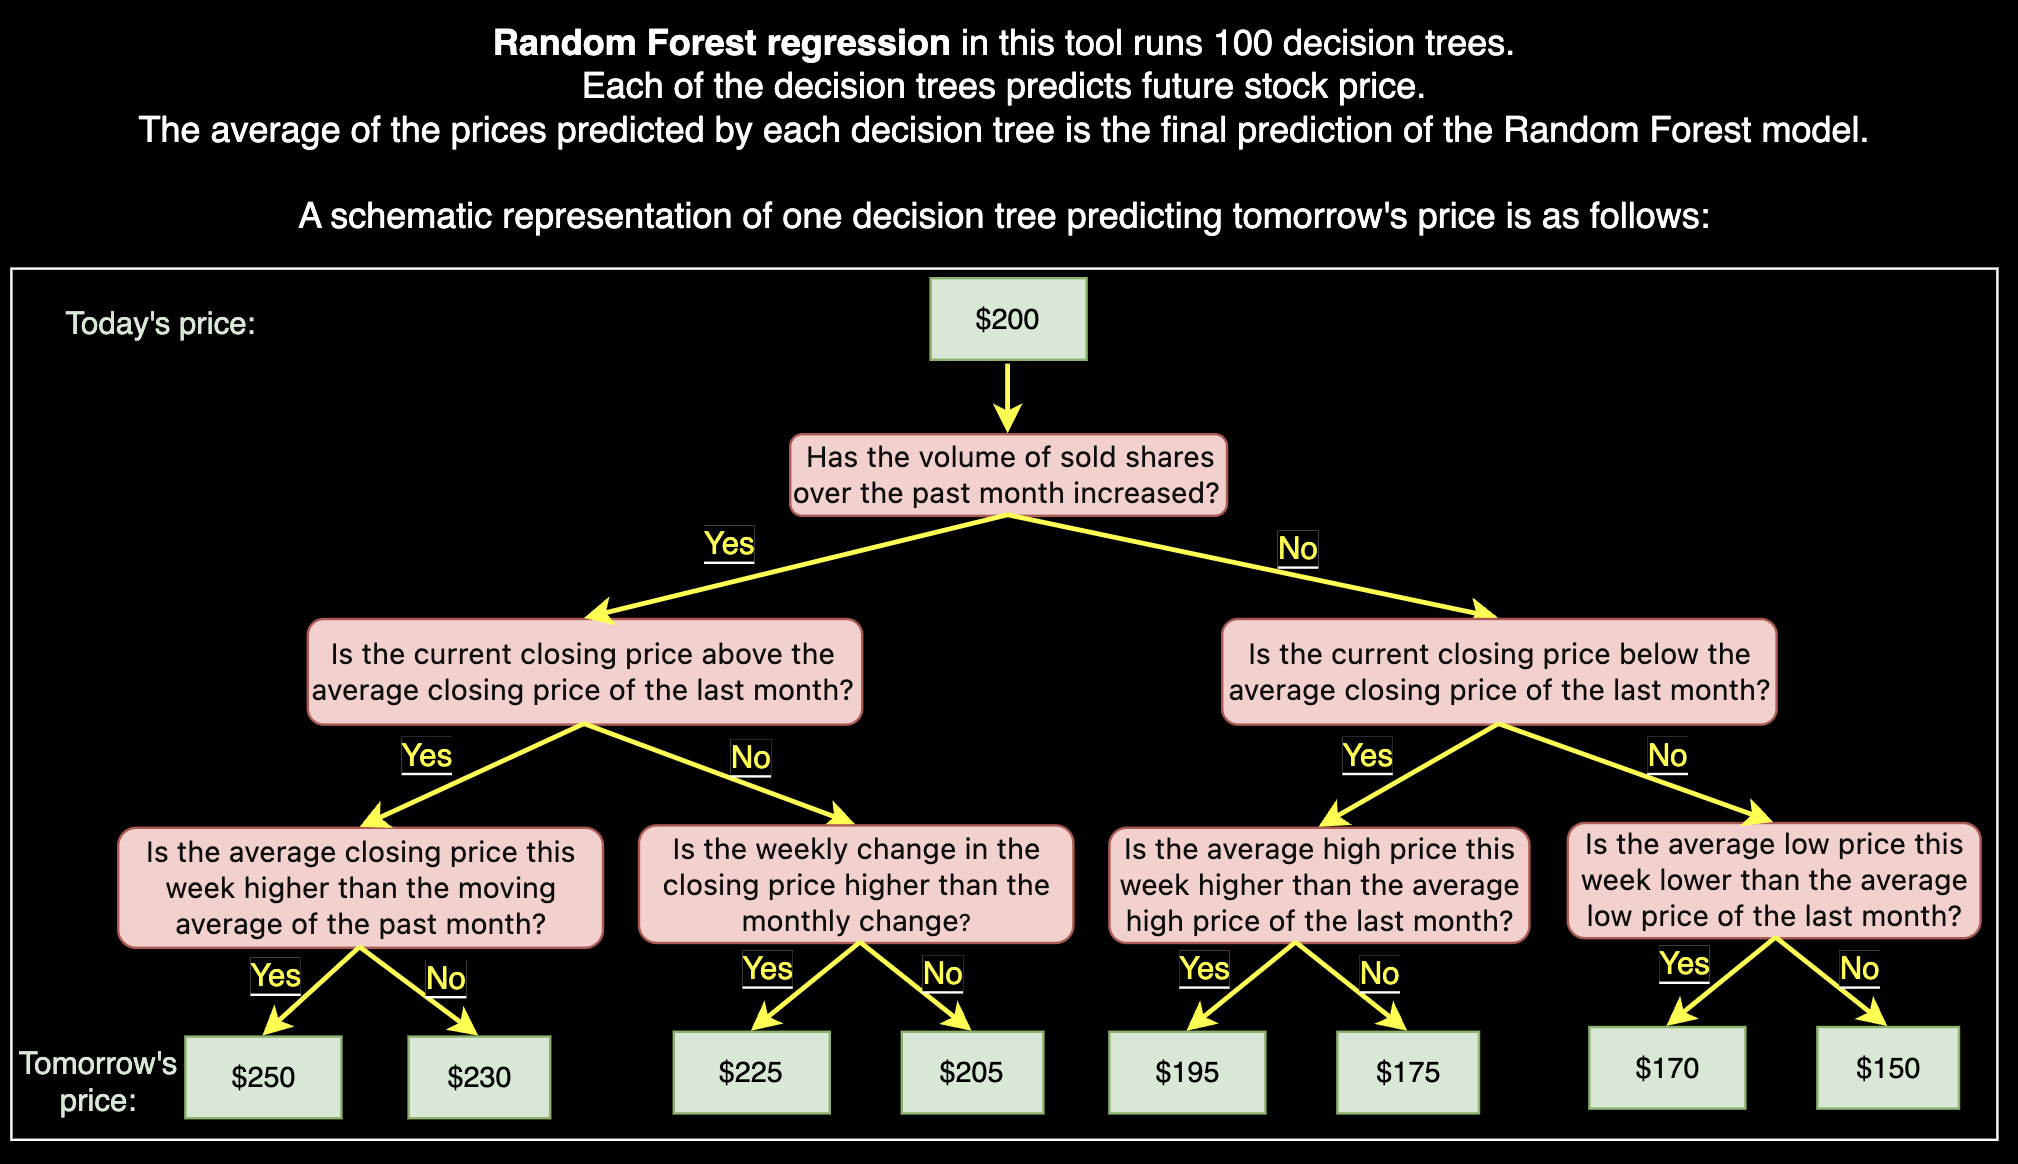 Random Forest regression in this tool runs 100 decision trees.
Each of the decision trees predicts future stock price.
The average of the prices predicted by each decision tree is the final prediction of the Random Forest model.
A schematic representation of one decision tree predicting tomorrow's price is as follows:
Today's price:
$200
Has the volume of sold shares
over the past month increased?
Yes
No
Is the current closing price above the
average closing price of the last month?
Is the current closing price below the
average closing price of the last month?
Yes
No
Yes
No
Is the average closing price this
week higher than the moving
average of the past month?
Is the weekly change in the
closing price higher than the
monthly change?
Is the average high price this
week higher than the average
high price of the last month?
Is the average low price this
week lower than the average
low price of the last month?
Yes
No
Yes
No
Yes
No
Yes
No
Tomorrow's
price:
$250
$230
$225
$205
$195
$175
$170
$150